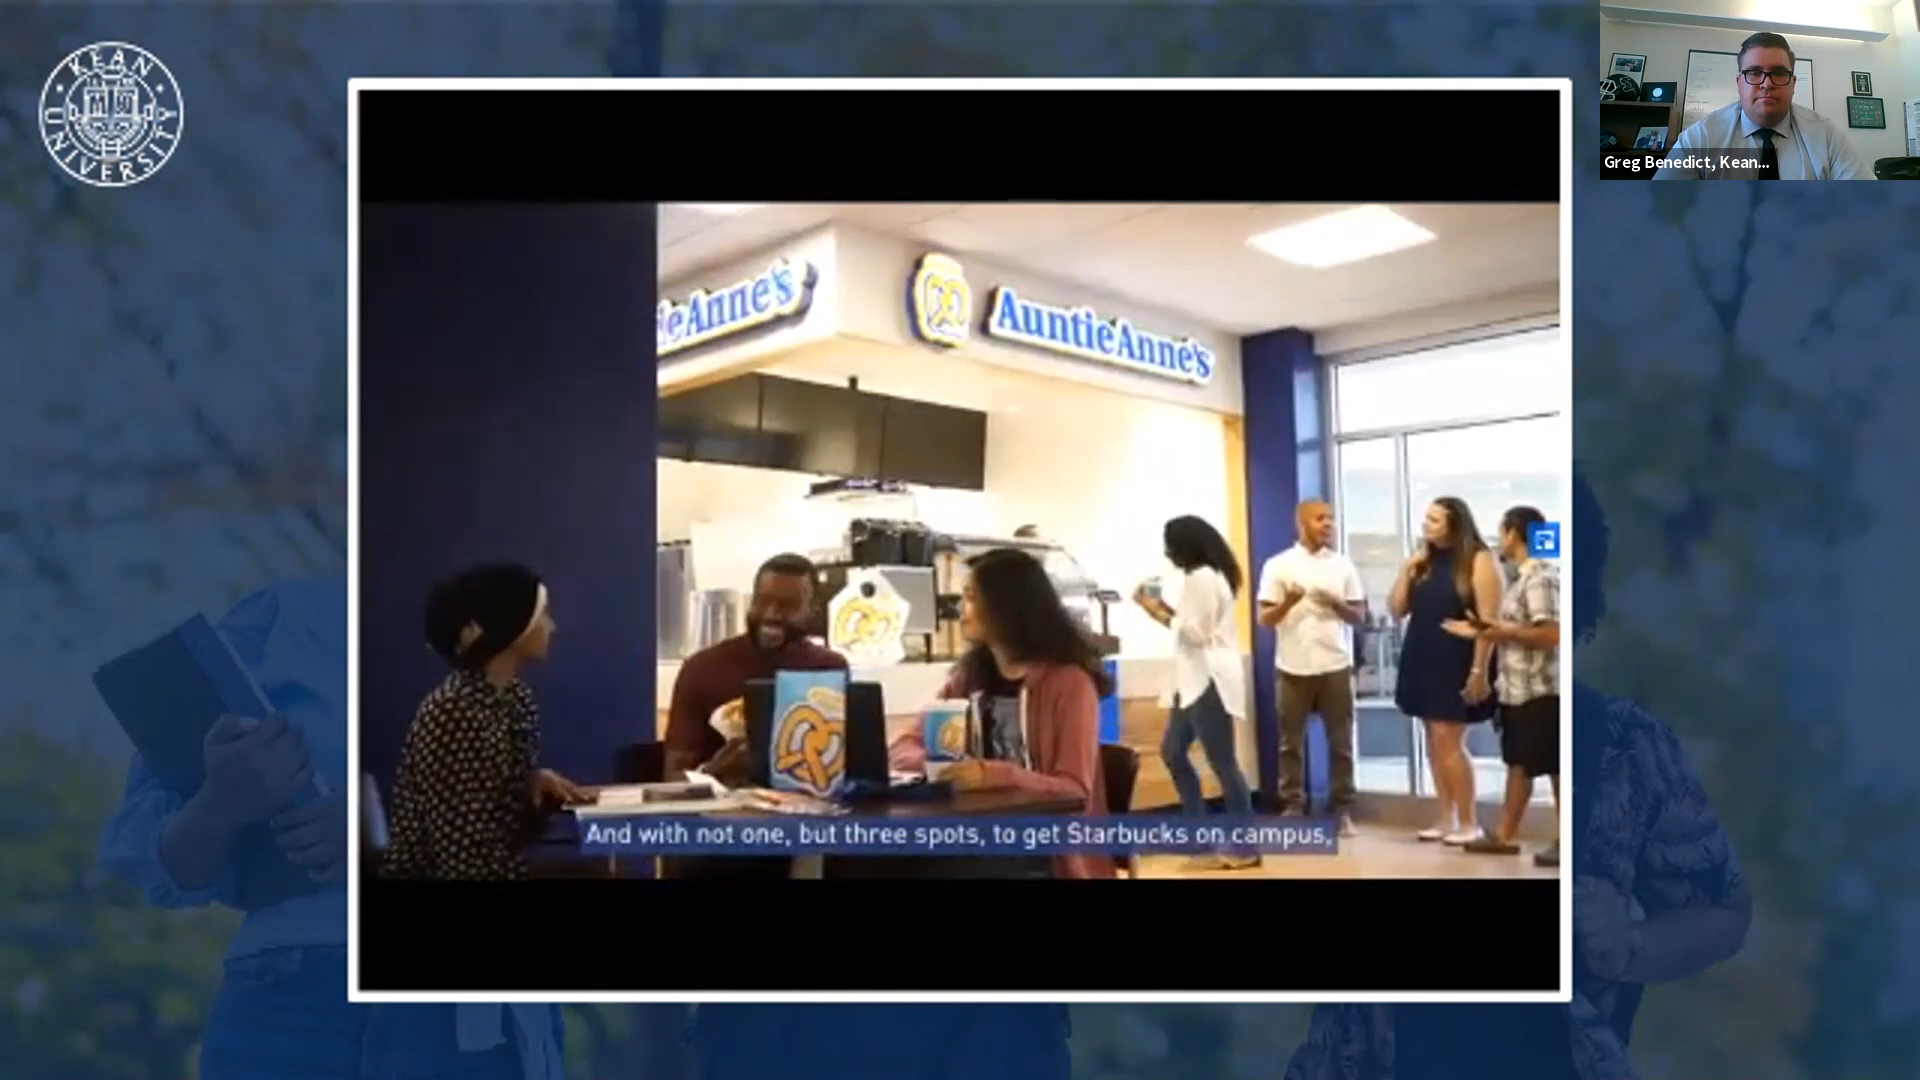 KEAN
UNIVERSITY
Greg Benedict, Kean...
ieAnne's
AuntieAnne's
And with not one, but three spots, to get Starbucks on campus,